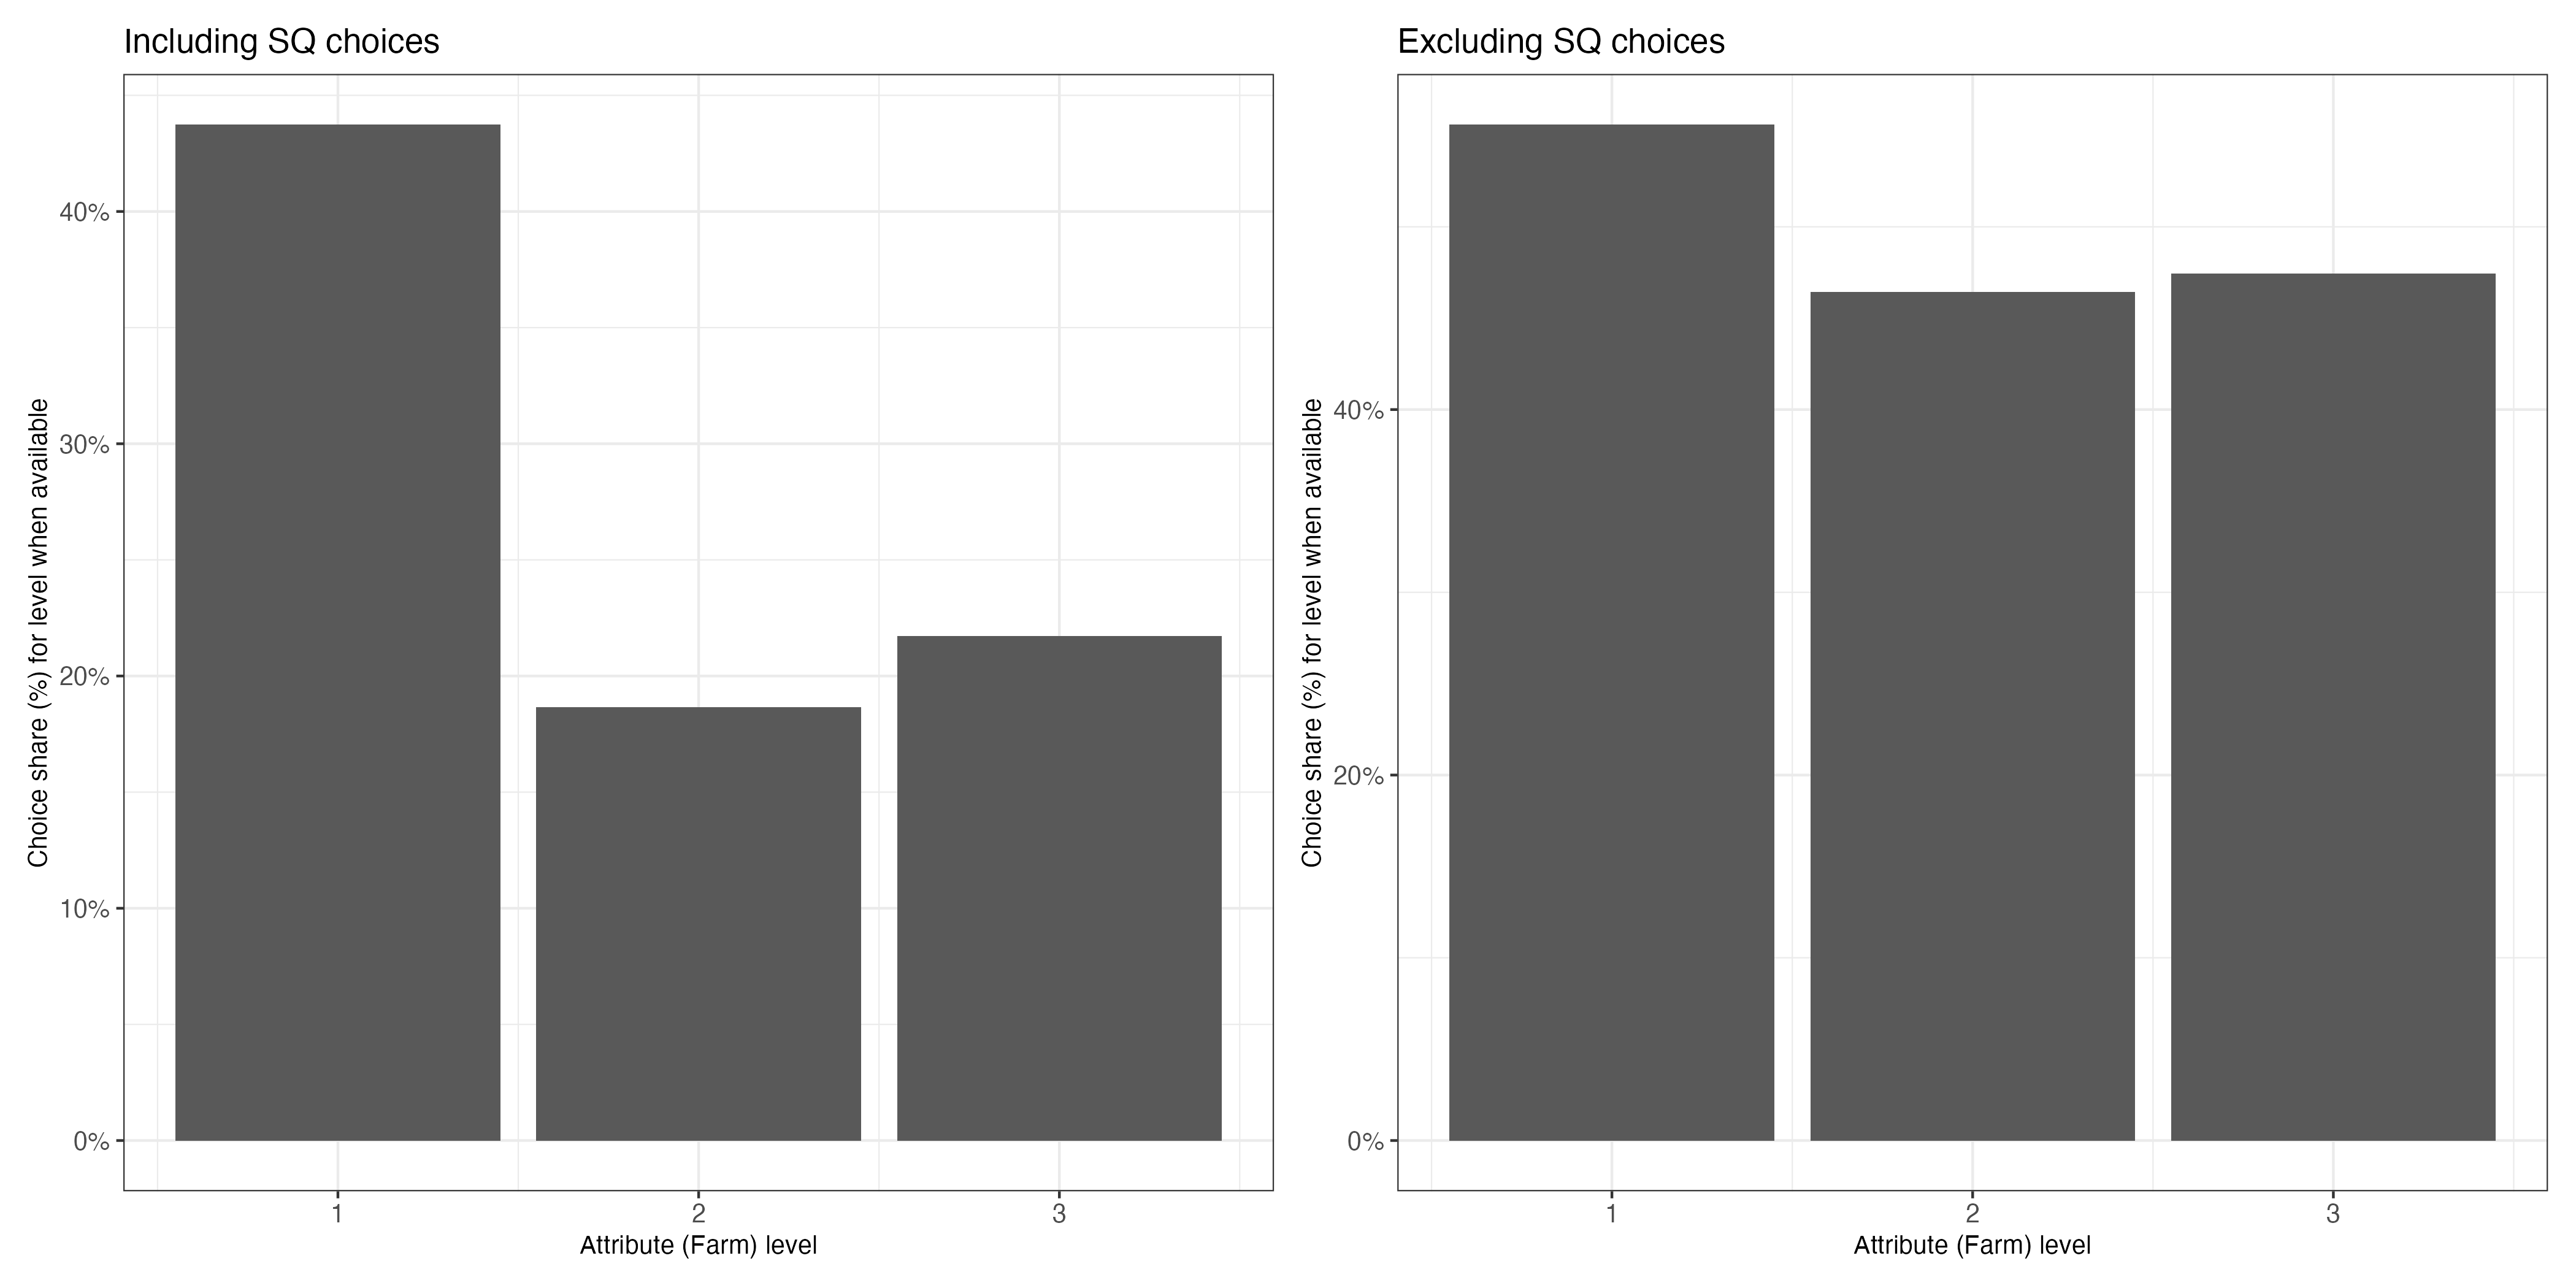 Including SQ choices
Choice share (%) for level when available
40%
30%
20%
10%
0%
1
2
3
Attribute (Farm) level
Excluding SQ choices
Choice share (%) for level when available
40%
20%
0%
1
2
3
Attribute (Farm) level